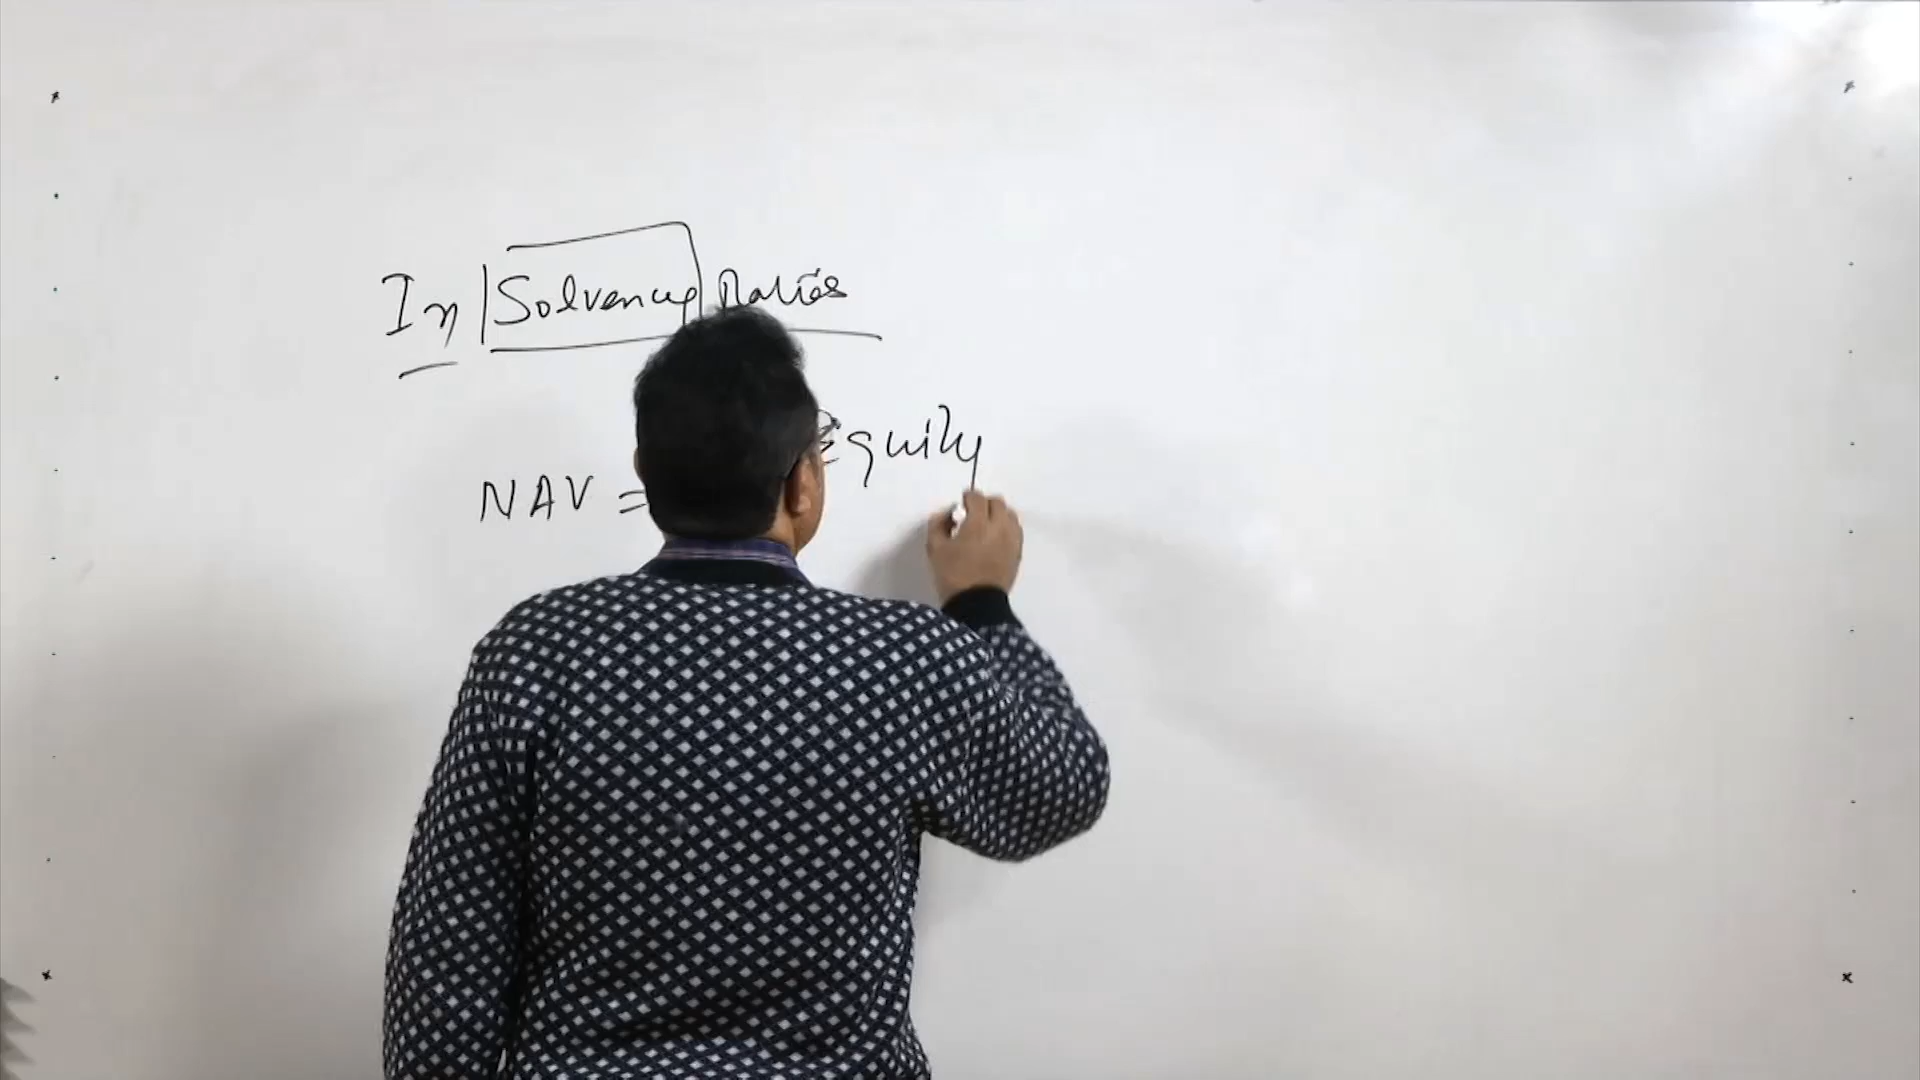 In Solvency Ratios
Equity
NAV =